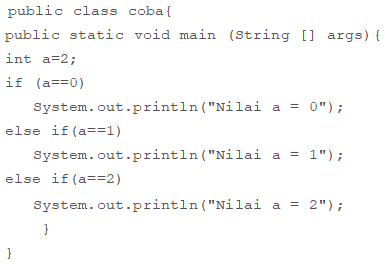 public class coba{
public static void main (String [] args){
int a=2;
if (a==0)
System.out.println("Nilai a = 0");
else if(a==1)
System.out.println("Nilai a = 1");
else if(a==2)
System.out.println("Nilai a = 2");
}
}